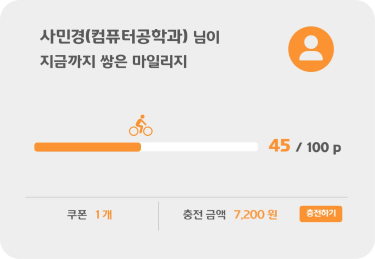 사민경(컴퓨터공학과) 님이
지금까지 쌓은 마일리지
45 / 100 p
쿠폰 1개
충전 금액 7,200 원
충전하기